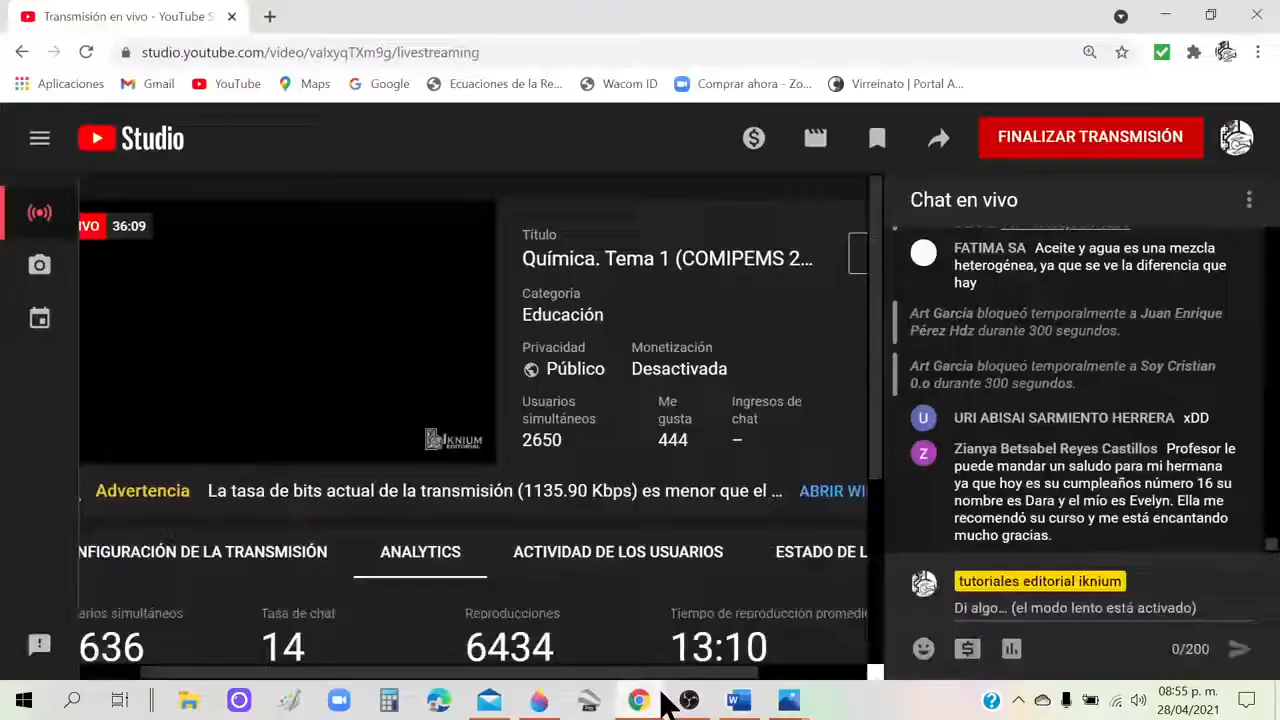 Transmisión en vivo - YouTube S
studio.youtube.com/video/valxyqTXm9g/livestreaming
Aplicaciones Gmail YouTube Maps Google Ecuaciones de la Re... Wacom ID Comprar ahora - Zo... Virreinato | Portal A...
Studio
FINALIZAR TRANSMISIÓN
VO 36:09
IKNIUM
EDITORIAL
Título
Química. Tema 1 (COMIPEMS 2...
Categoría
Educación
Privacidad Monetización
Público Desactivada
Usuarios simultáneos Me gusta Ingresos de chat
2650 444 –
Advertencia La tasa de bits actual de la transmisión (1135.90 Kbps) es menor que el ... ABRIR WI
NFIGURACIÓN DE LA TRANSMISIÓN ANALYTICS ACTIVIDAD DE LOS USUARIOS ESTADO DE L
arios simultáneos Tasa de chat Reproducciones Tiempo de reproducción promedi
636 14 6434 13:10
Chat en vivo
FATIMA SA Aceite y agua es una mezcla
heterogénea, ya que se ve la diferencia que
hay
Art Garcia bloqueó temporalmente a Juan Enrique
Pérez Hdz durante 300 segundos.
Art Garcia bloqueó temporalmente a Soy Cristian
0.o durante 300 segundos.
URI ABISAI SARMIENTO HERRERA xDD
Zianya Betsabel Reyes Castillos Profesor le
puede mandar un saludo para mi hermana
ya que hoy es su cumpleaños número 16 su
nombre es Dara y el mío es Evelyn. Ella me
recomendó su curso y me está encantando
mucho gracias.
tutoriales editorial iknium
Di algo... (el modo lento está activado)
0/200
08:55 p. m.
28/04/2021